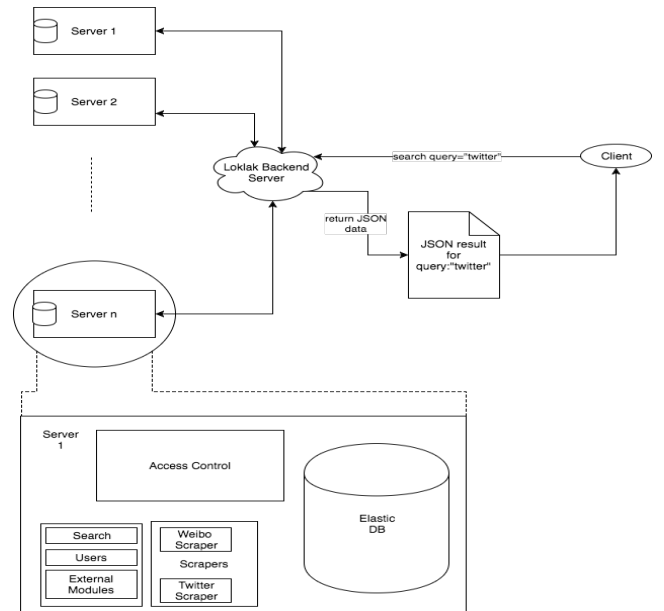 Server 1
Server 2
Loklak Backend
Server
search query="twitter"
Client
return JSON
data
JSON result
for
query:"twitter"
Server n
Server
1
Access Control
Elastic
DB
Search
Users
External
Modules
Weibo
Scraper
Scrapers
Twitter
Scraper